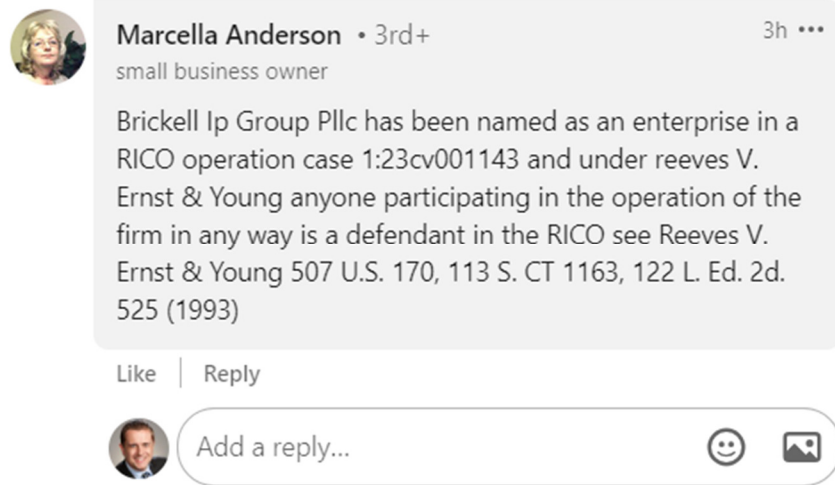 Marcella Anderson • 3rd+
3h •••
small business owner
Brickell Ip Group Pllc has been named as an enterprise in a
RICO operation case 1:23cv001143 and under reeves V.
Ernst & Young anyone participating in the operation of the
firm in any way is a defendant in the RICO see Reeves V.
Ernst & Young 507 U.S. 170, 113 S. CT 1163, 122 L. Ed. 2d.
525 (1993)
Like | Reply
Add a reply...